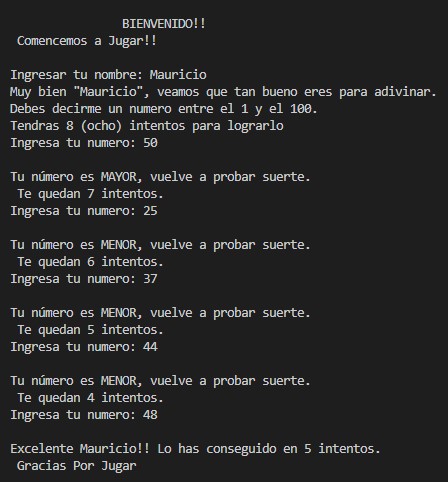 BIENVENIDO!!
Comencemos a Jugar!!
Ingresar tu nombre: Mauricio
Muy bien "Mauricio", veamos que tan bueno eres para adivinar.
Debes decirme un numero entre el 1 y el 100.
Tendras 8 (ocho) intentos para lograrlo
Ingresa tu numero: 50
Tu número es MAYOR, vuelve a probar suerte.
Te quedan 7 intentos.
Ingresa tu numero: 25
Tu número es MENOR, vuelve a probar suerte.
Te quedan 6 intentos.
Ingresa tu numero: 37
Tu número es MENOR, vuelve a probar suerte.
Te quedan 5 intentos.
Ingresa tu numero: 44
Tu número es MENOR, vuelve a probar suerte.
Te quedan 4 intentos.
Ingresa tu numero: 48
Excelente Mauricio!! Lo has conseguido en 5 intentos.
Gracias Por Jugar